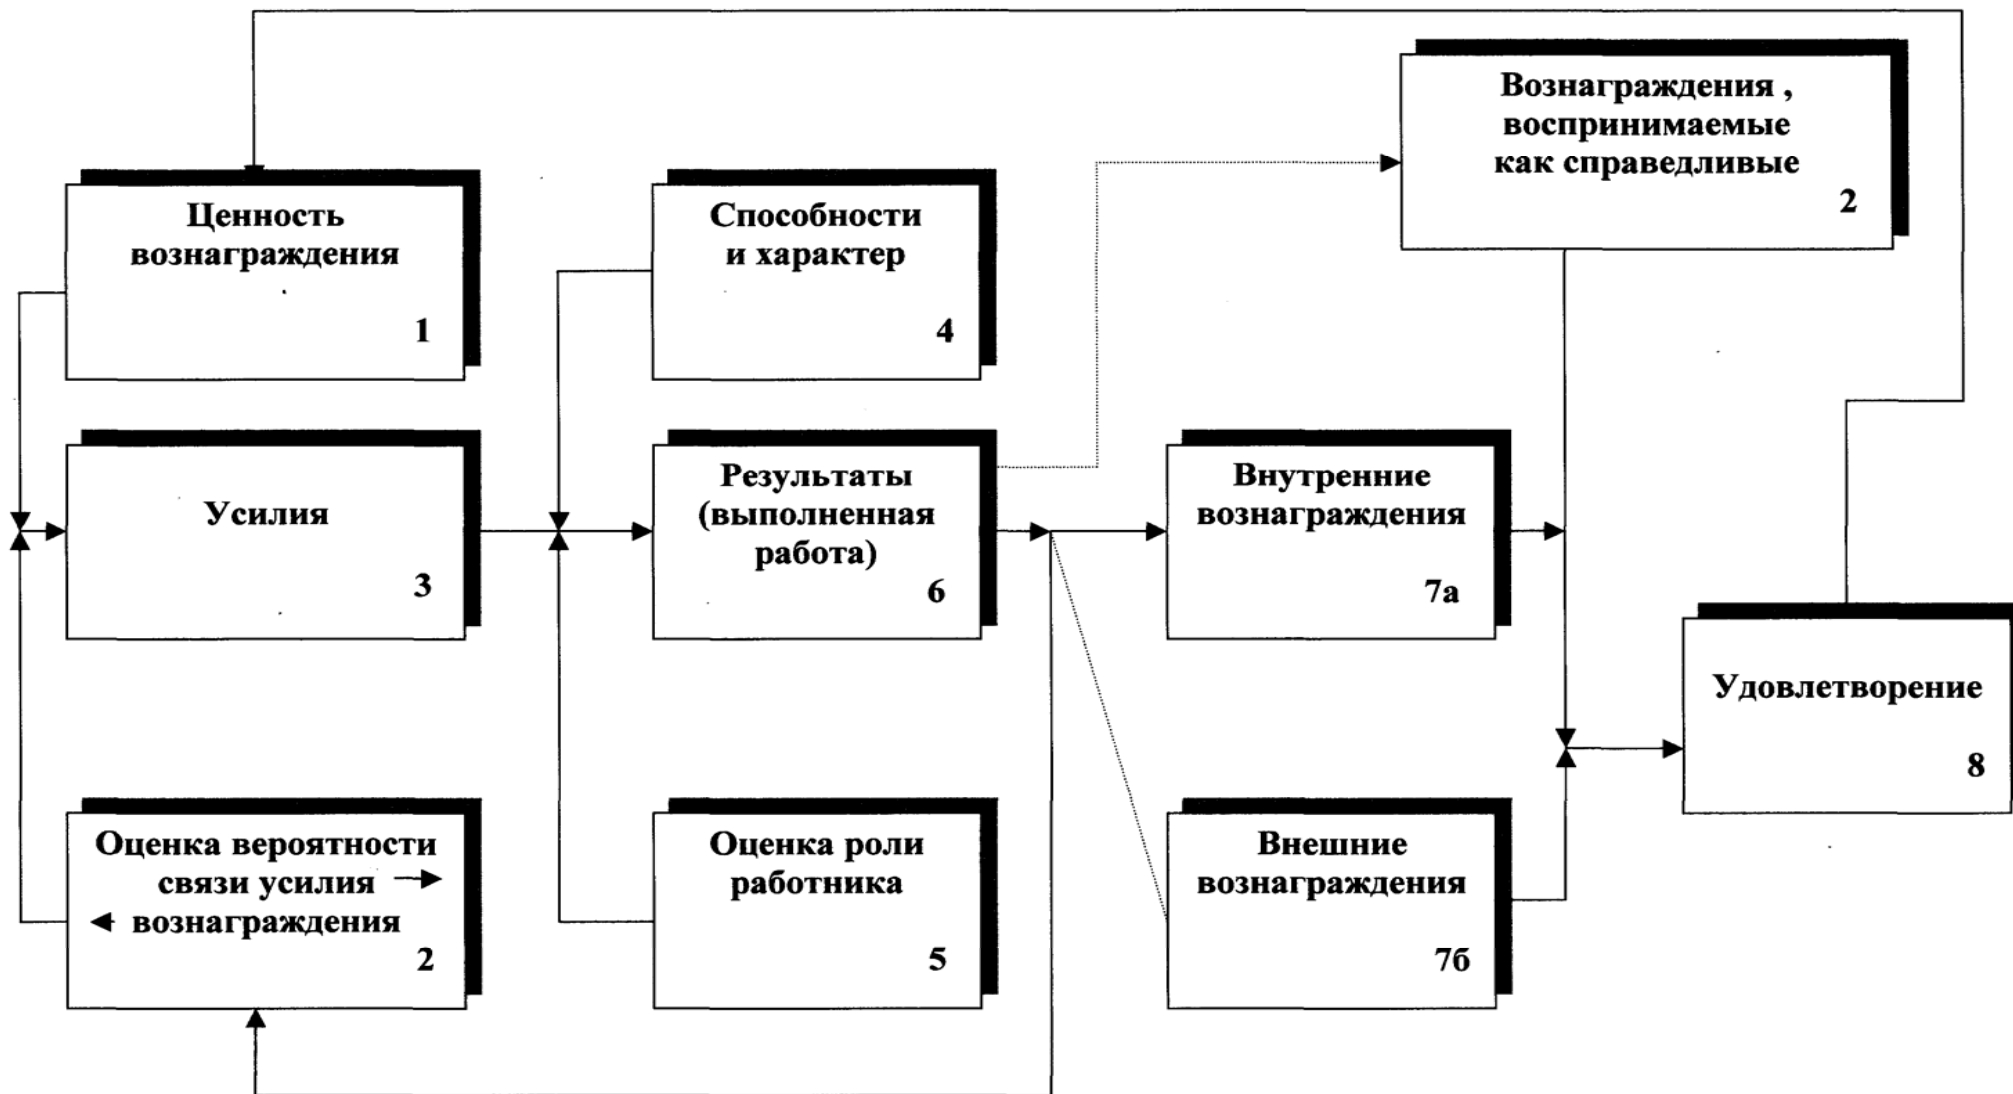 Вознаграждения ,
воспринимаемые
как справедливые
2
Ценность
вознаграждения
1
Способности
и характер
4
Усилия
3
Результаты
(выполненная
работа)
6
Внутренние
вознаграждения
7а
Удовлетворение
8
Оценка вероятности
связи усилия
вознаграждения
2
Оценка роли
работника
5
Внешние
вознаграждения
7б